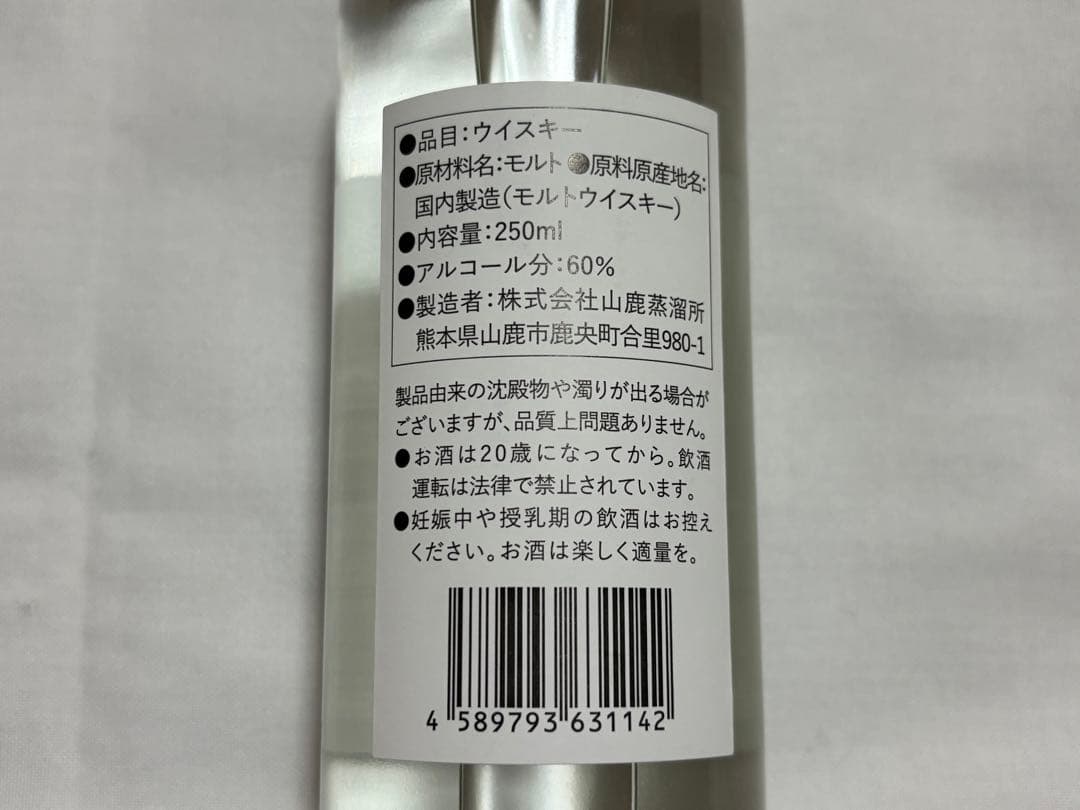 ●品目:ウイスキー
●原材料名:モルト ●原料原産地名:
国内製造(モルトウイスキー)
●内容量:250ml
●アルコール分:60%
●製造者:株式会社山鹿蒸溜所
熊本県山鹿市鹿央町合里980-1
製品由来の沈殿物や濁りが出る場合が
ございますが、品質上問題ありません。
●お酒は20歳になってから。飲酒
運転は法律で禁止されています。
●妊娠中や授乳期の飲酒はお控え
ください。お酒は楽しく適量を。
4 589793 631142